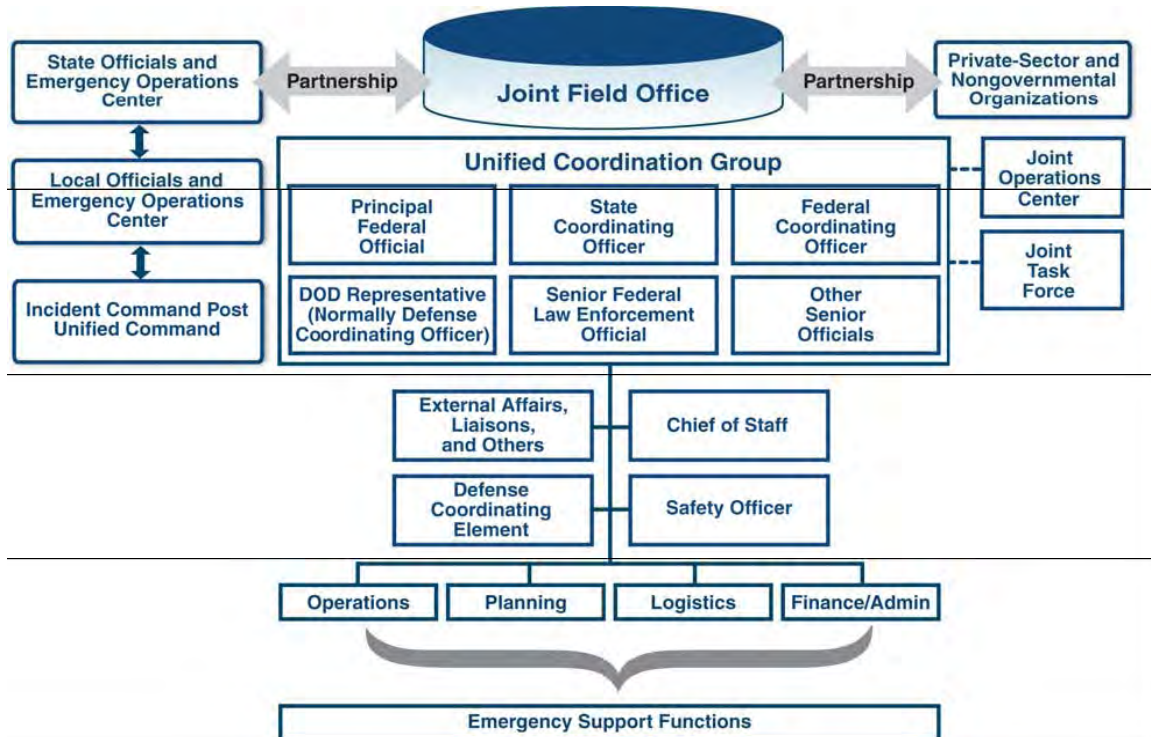 State Officials and
Emergency Operations
Center
Partnership
Joint Field Office
Partnership
Private-Sector and
Nongovernmental
Organizations
Local Officials and
Emergency Operations
Center
Incident Command Post
Unified Command
Unified Coordination Group
Principal
Federal
Official
State
Coordinating
Officer
Federal
Coordinating
Officer
DOD Representative
(Normally Defense
Coordinating Officer)
Senior Federal
Law Enforcement
Official
Other
Senior
Officials
Joint
Operations
Center
Joint
Task
Force
External Affairs,
Liaisons,
and Others
Chief of Staff
Defense
Coordinating
Element
Safety Officer
Operations
Planning
Logistics
Finance/Admin
Emergency Support Functions